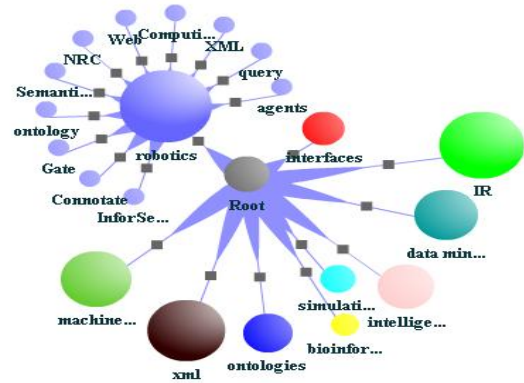 Web
Computi...
XML
NRC
query
Semanti...
agents
ontology
robotics
interfaces
Gate
IR
Connotate
Root
InforSe...
data min...
simulati...
machine...
intellige...
bioinfor...
xml
ontologies